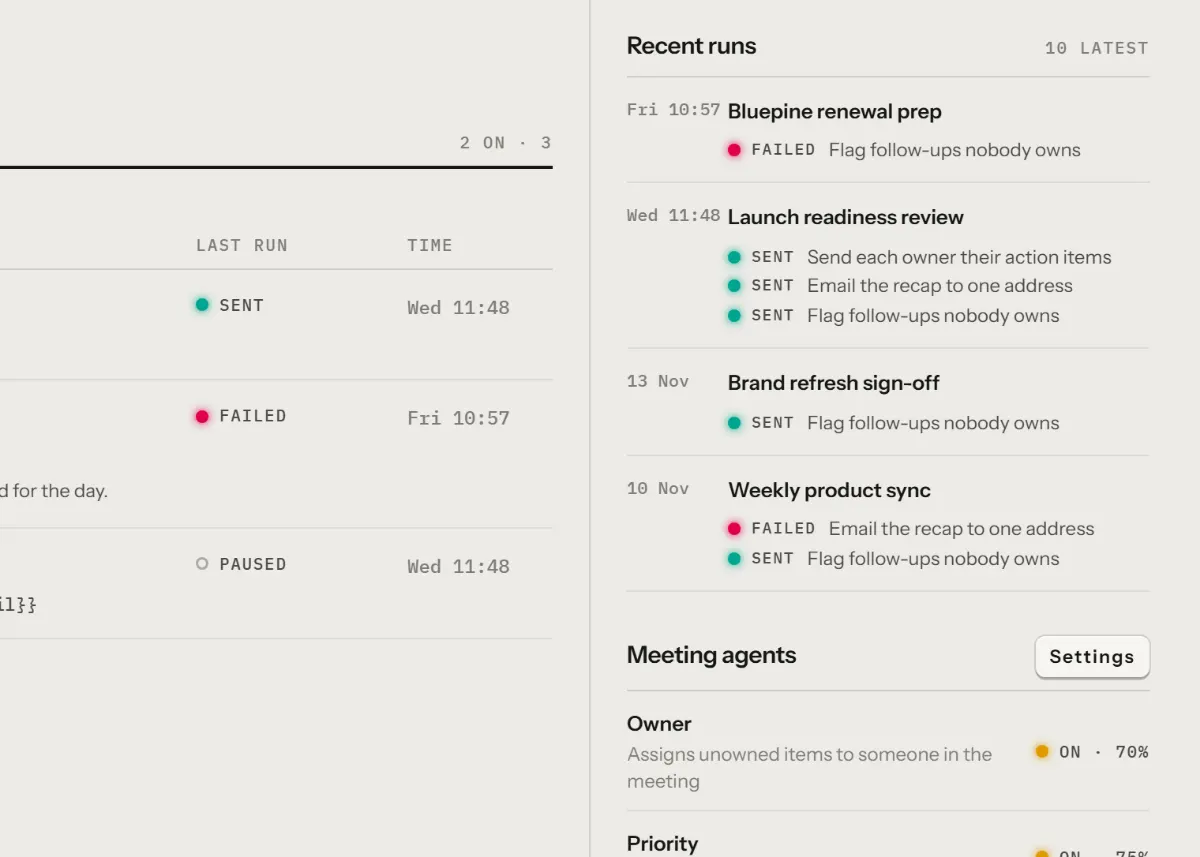 2 ON · 3
LAST RUN TIME
SENT Wed 11:48
FAILED Fri 10:57
d for the day.
PAUSED Wed 11:48
il}}
Recent runs 10 LATEST
Fri 10:57 Bluepine renewal prep
FAILED Flag follow-ups nobody owns
Wed 11:48 Launch readiness review
SENT Send each owner their action items
SENT Email the recap to one address
SENT Flag follow-ups nobody owns
13 Nov Brand refresh sign-off
SENT Flag follow-ups nobody owns
10 Nov Weekly product sync
FAILED Email the recap to one address
SENT Flag follow-ups nobody owns
Meeting agents Settings
Owner
Assigns unowned items to someone in the
meeting
ON · 70%
Priority
ON · 75%